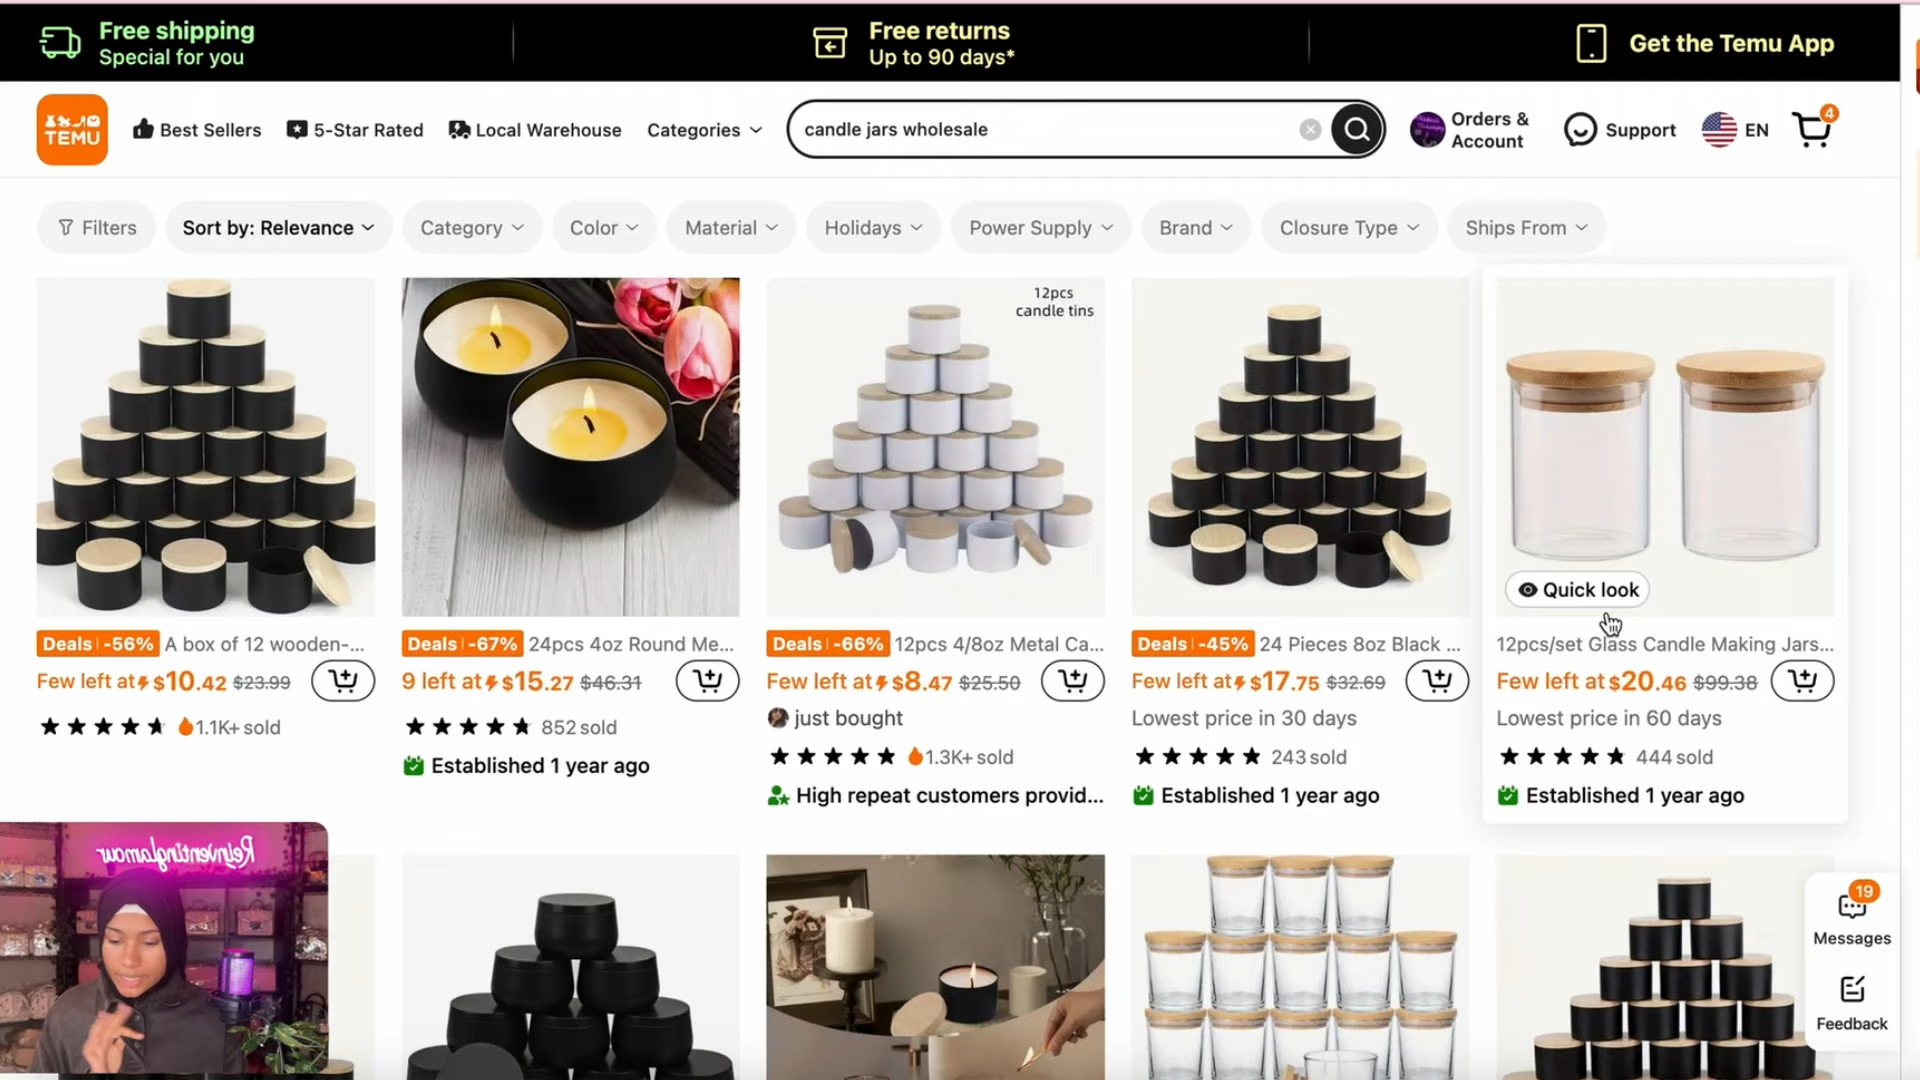 Free shipping
Special for you
Free returns
Up to 90 days*
Get the Temu App
TEMU
Best Sellers
5-Star Rated
Local Warehouse
Categories
candle jars wholesale
Orders &
Account
Support
EN
4
Filters
Sort by: Relevance
Category
Color
Material
Holidays
Power Supply
Brand
Closure Type
Ships From
12pcs
candle tins
Quick look
Deals -56% A box of 12 wooden-...
Few left at $10.42 $23.99
1.1K+ sold
Deals -67% 24pcs 4oz Round Me...
9 left at $15.27 $46.31
852 sold
Established 1 year ago
Deals -66% 12pcs 4/8oz Metal Ca...
Few left at $8.47 $25.50
just bought
1.3K+ sold
High repeat customers provid...
Deals -45% 24 Pieces 8oz Black ...
Few left at $17.75 $32.69
Lowest price in 30 days
243 sold
Established 1 year ago
12pcs/set Glass Candle Making Jars...
Few left at $20.46 $99.38
Lowest price in 60 days
444 sold
Established 1 year ago
Reinventinglamour
19
Messages
Feedback